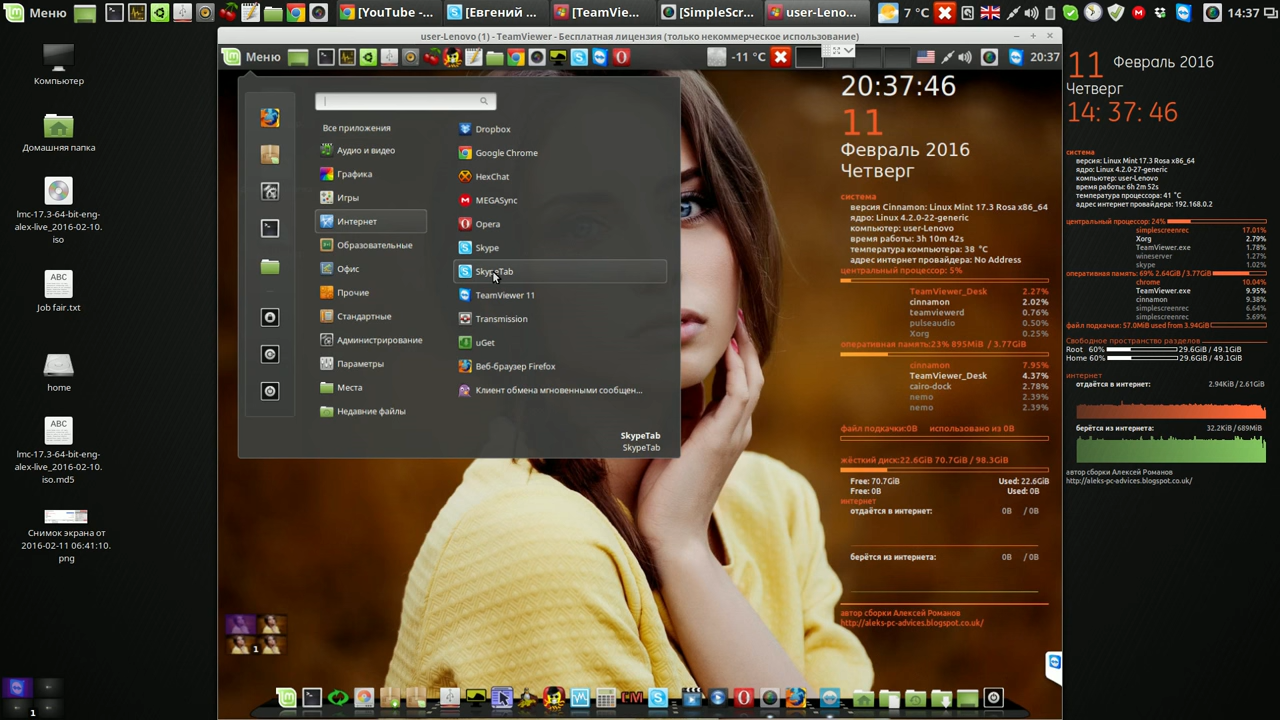 Меню
[YouTube -...
[Евгений ...
[TeamVie...
[SimpleScr...
user-Leno...
7 °C
14:37
Компьютер
Домашняя папка
lmc-17.3-64-bit-eng-
alex-live_2016-02-10.
iso
ABC
Job fair.txt
home
ABC
lmc-17.3-64-bit-eng-
alex-live_2016-02-10.
iso.md5
Снимок экрана от
2016-02-11 06:41:10.
png
1
user-Lenovo (1) - TeamViewer - Бесплатная лицензия (только некоммерческое использование)
Меню
-11 °C
20:37
Все приложения
Аудио и видео
Графика
Игры
Интернет
Образовательные
Офис
Прочие
Стандартные
Администрирование
Параметры
Места
Недавние файлы
Dropbox
Google Chrome
HexChat
MEGASync
Opera
Skype
SkypeTab
TeamViewer 11
Transmission
uGet
Веб-браузер Firefox
Клиент обмена мгновенными сообщен...
SkypeTab
SkypeTab
1
20:37:46
11
Февраль 2016
Четверг
система
версия Cinnamon: Linux Mint 17.3 Rosa x86_64
ядро: Linux 4.2.0-22-generic
компьютер: user-Lenovo
время работы: 3h 10m 42s
температура компьютера: 38 °C
адрес интернет провайдера: No Address
центральный процессор: 5%
TeamViewer_Desk 2.27%
cinnamon 2.02%
teamviewerd 0.76%
pulseaudio 0.50%
Xorg 0.25%
оперативная память:23% 895MiB / 3.77GiB
cinnamon 7.95%
TeamViewer_Desk 4.37%
cairo-dock 2.78%
nemo 2.39%
nemo 2.39%
файл подкачки:0B использовано из 0B
жёсткий диск:22.6GiB 70.7GiB / 98.3GiB
Free: 70.7GiB Used: 22.6GiB
Free: 0B Used: 0B
интернет
отдаётся в интернет: 0B / 0B
берётся из интернета: 0B / 0B
автор сборки Алексей Романов
http://aleks-pc-advices.blogspot.co.uk/
11 Февраль 2016
Четверг
14: 37: 46
система
версия: Linux Mint 17.3 Rosa x86_64
ядро: Linux 4.2.0-27-generic
компьютер: user-Lenovo
время работы: 6h 2m 52s
температура процессора: 41 °C
адрес интернет провайдера: 192.168.0.2
центральный процессор: 24%
simplescreenrec 17.01%
Xorg 2.79%
TeamViewer.exe 1.78%
wineserver 1.27%
skype 1.02%
оперативная память: 69% 2.64GiB / 3.77GiB
chrome 10.04%
TeamViewer.exe 9.95%
cinnamon 9.38%
simplescreenrec 6.64%
simplescreenrec 5.69%
файл подкачки: 57.0MiB used from 3.94GiB
Свободное пространство разделов
Root 60% 29.6GiB / 49.1GiB
Home 60% 29.6GiB / 49.1GiB
интернет
отдаётся в интернет: 2.94KiB / 2.61GiB
берётся из интернета: 32.2KiB / 689MiB
автор сборки Алексей Романов
http://aleks-pc-advices.blogspot.co.uk/